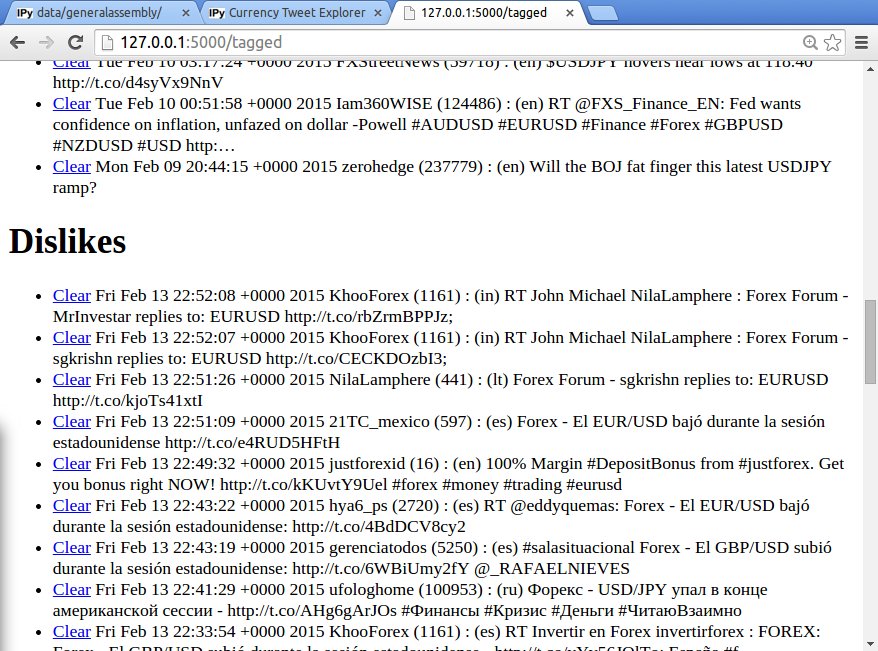 IPy data/generalassembly/
IPy Currency Tweet Explorer
127.0.0.1:5000/tagged
127.0.0.1:5000/tagged
Clear Tue Feb 10 03:17:24 +0000 2015 FXStreetNews (59718) : (en) $USDJPY hovers near lows at 118.40
http://t.co/d4syVx9NnV
Clear Tue Feb 10 00:51:58 +0000 2015 Iam360WISE (124486) : (en) RT @FXS_Finance_EN: Fed wants
confidence on inflation, unfazed on dollar -Powell #AUDUSD #EURUSD #Finance #Forex #GBPUSD
#NZDUSD #USD http:…
Clear Mon Feb 09 20:44:15 +0000 2015 zerohedge (237779) : (en) Will the BOJ fat finger this latest USDJPY
ramp?
Dislikes
Clear Fri Feb 13 22:52:08 +0000 2015 KhooForex (1161) : (in) RT John Michael NilaLamphere : Forex Forum -
MrInvestar replies to: EURUSD http://t.co/rbZrmBPPJz;
Clear Fri Feb 13 22:52:07 +0000 2015 KhooForex (1161) : (in) RT John Michael NilaLamphere : Forex Forum -
sgkrishn replies to: EURUSD http://t.co/CECKDOzbI3;
Clear Fri Feb 13 22:51:26 +0000 2015 NilaLamphere (441) : (lt) Forex Forum - sgkrishn replies to: EURUSD
http://t.co/kjoTs41xtI
Clear Fri Feb 13 22:51:09 +0000 2015 21TC_mexico (597) : (es) Forex - El EUR/USD bajó durante la sesión
estadounidense http://t.co/e4RUD5HFtH
Clear Fri Feb 13 22:49:32 +0000 2015 justforexid (16) : (en) 100% Margin #DepositBonus from #justforex. Get
you bonus right NOW! http://t.co/kKUvtY9Uel #forex #money #trading #eurusd
Clear Fri Feb 13 22:43:22 +0000 2015 hya6_ps (2720) : (es) RT @eddyquemas: Forex - El EUR/USD bajó
durante la sesión estadounidense: http://t.co/4BdDCV8cy2
Clear Fri Feb 13 22:43:19 +0000 2015 gerenciatodos (5250) : (es) #salasituacional Forex - El GBP/USD subió
durante la sesión estadounidense: http://t.co/6WBiUmy2fY @_RAFAELNIEVES
Clear Fri Feb 13 22:41:29 +0000 2015 ufologhome (100953) : (ru) Форекс - USD/JPY упал в конце
американской сессии - http://t.co/AHg6gArJOs #Финансы #Кризис #Деньги #ЧитаюВзаимно
Clear Fri Feb 13 22:33:54 +0000 2015 KhooForex (1161) : (es) RT Invertir en Forex invertirforex : FOREX:
Forex - El GBP/USD subió durante la sesión estadounidense